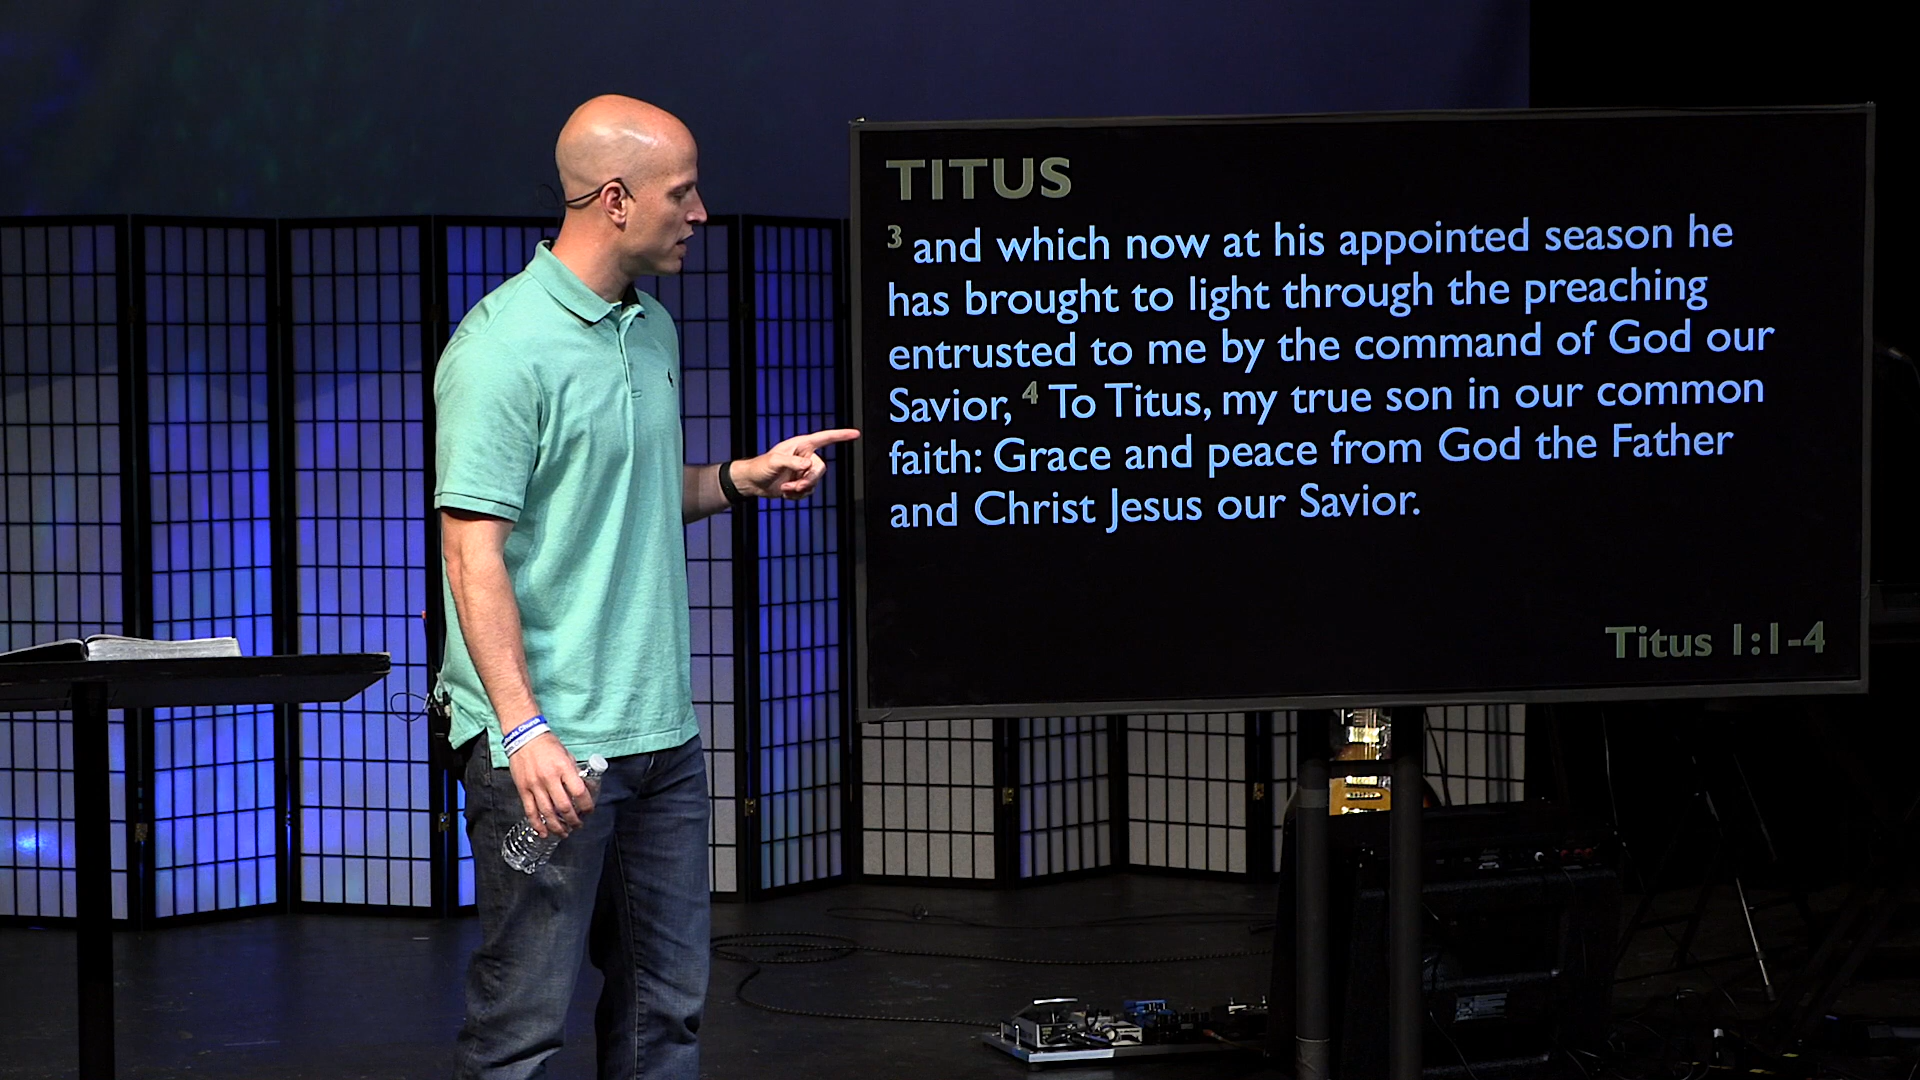 TITUS
3 and which now at his appointed season he
has brought to light through the preaching
entrusted to me by the command of God our
Savior, 4 To Titus, my true son in our common
faith: Grace and peace from God the Father
and Christ Jesus our Savior.
Titus 1:1-4
Church